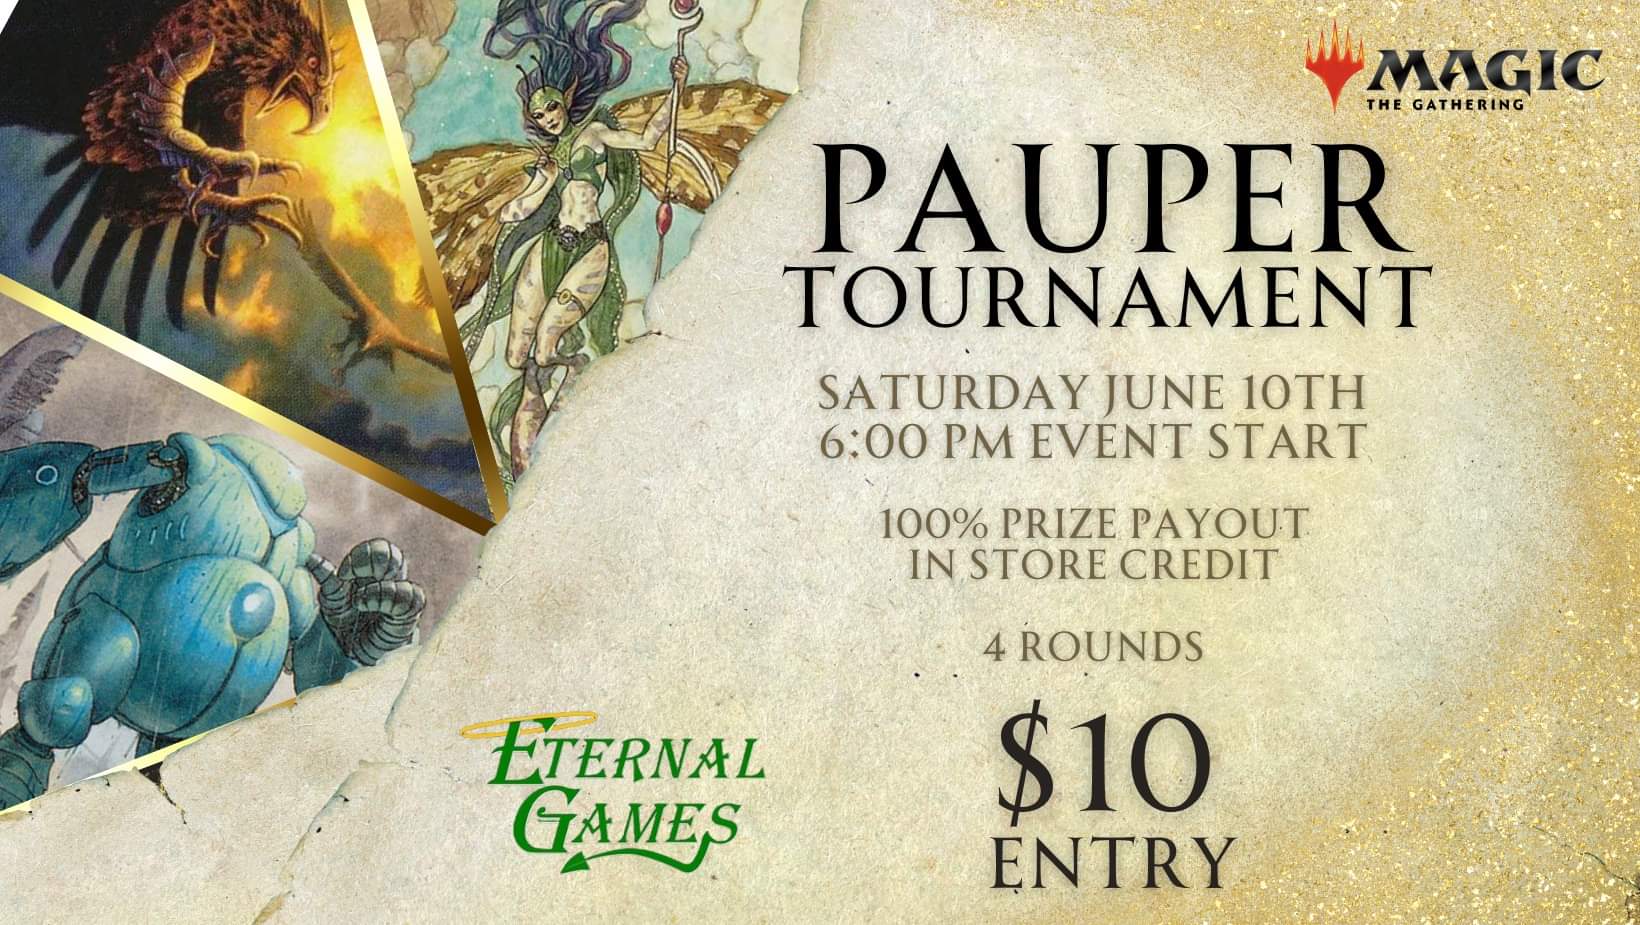 MAGIC
THE GATHERING
PAUPER
TOURNAMENT
SATURDAY JUNE 10TH
6:00 PM EVENT START
100% PRIZE PAYOUT
IN STORE CREDIT
4 ROUNDS
ETERNAL
GAMES
$10
ENTRY